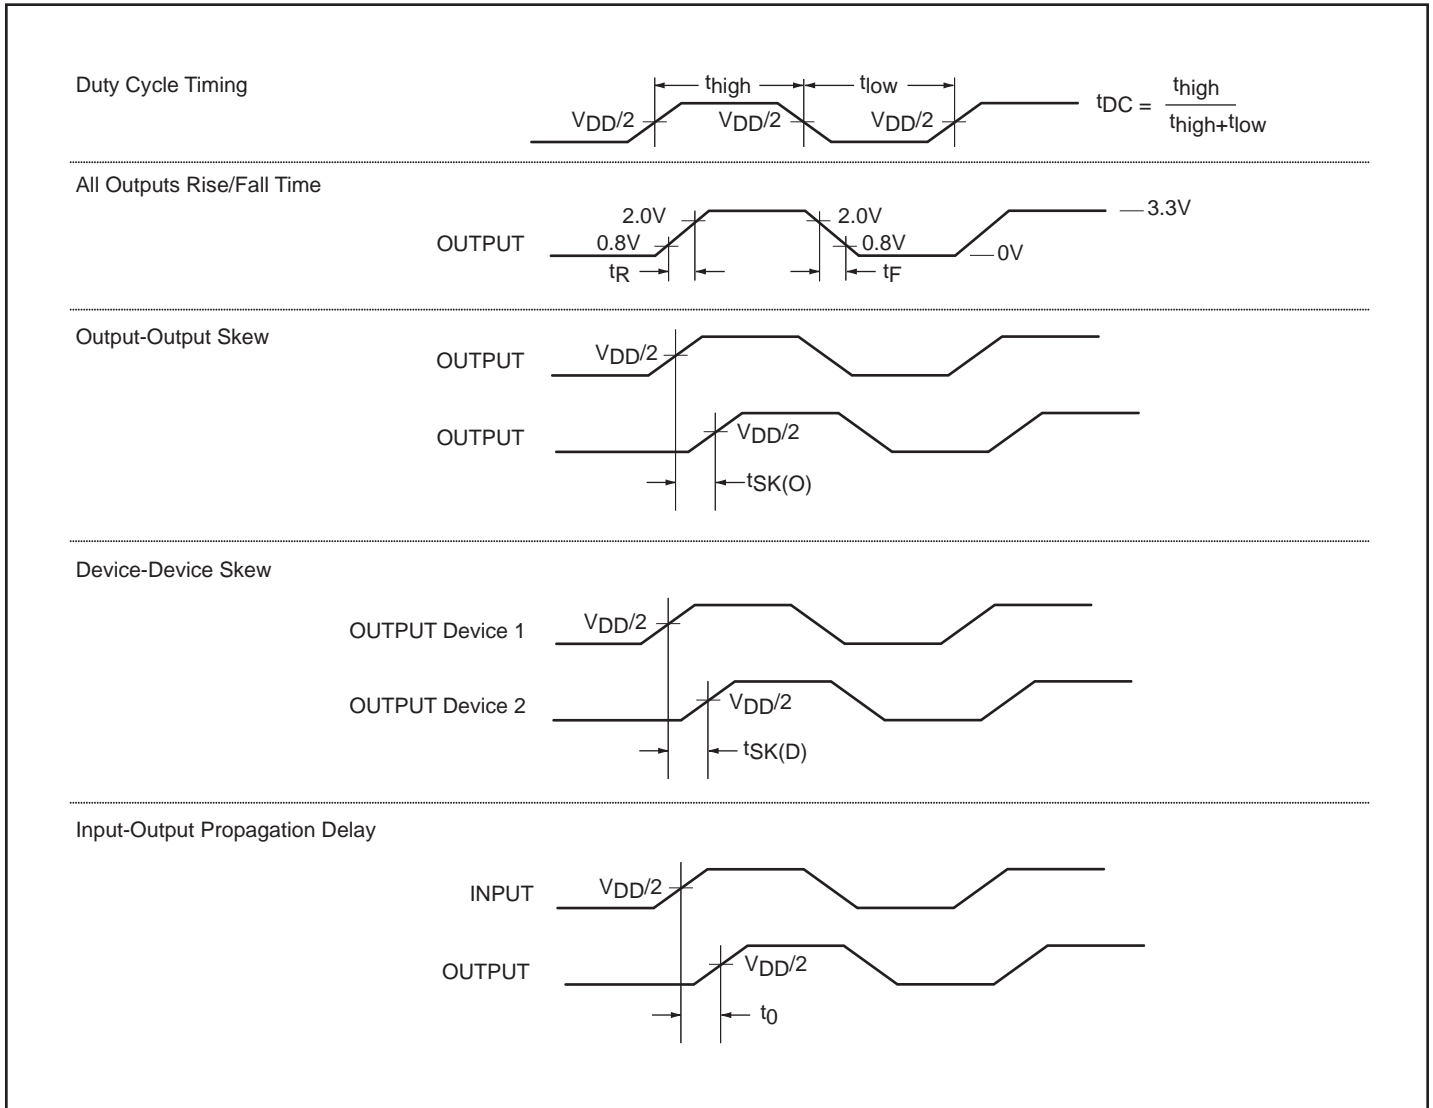 Duty Cycle Timing
thigh
tlow
VDD/2
VDD/2
VDD/2
tDC = thigh
thigh+tlow
All Outputs Rise/Fall Time
OUTPUT
2.0V
0.8V
2.0V
0.8V
3.3V
0V
tR
tF
Output-Output Skew
OUTPUT
VDD/2
OUTPUT
VDD/2
tSK(O)
Device-Device Skew
OUTPUT Device 1
VDD/2
OUTPUT Device 2
VDD/2
tSK(D)
Input-Output Propagation Delay
INPUT
VDD/2
OUTPUT
VDD/2
t0